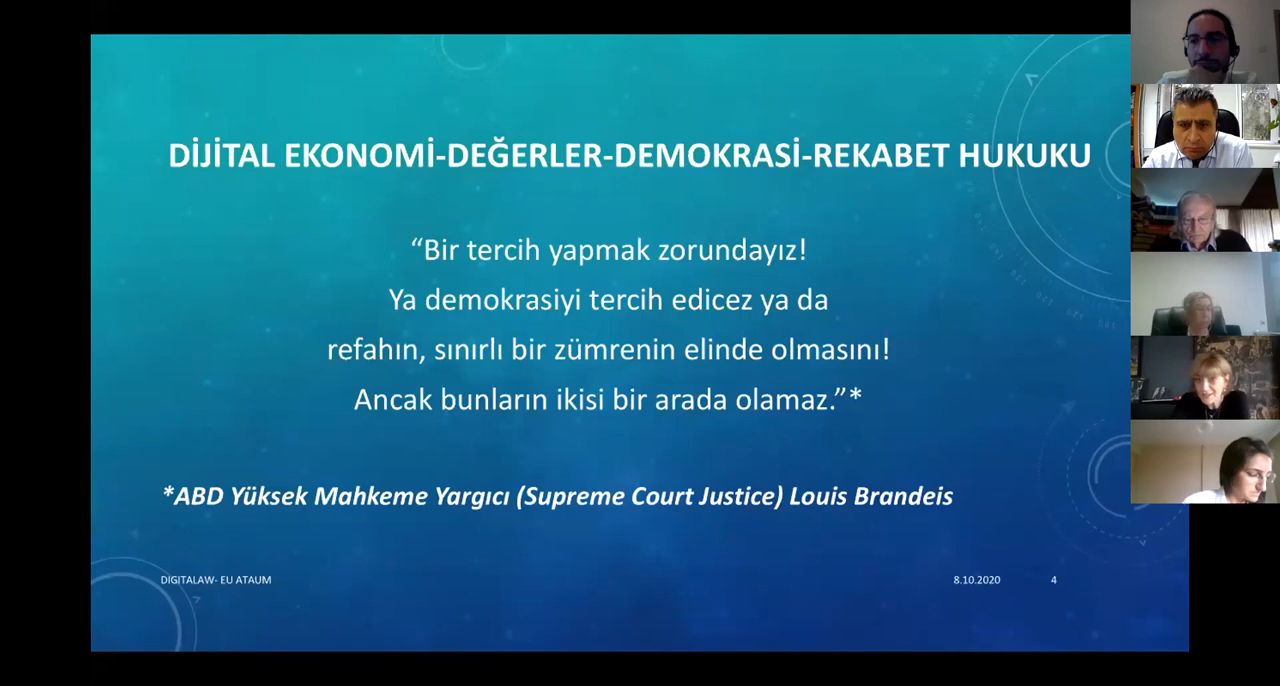 DİJİTAL EKONOMİ-DEĞERLER-DEMOKRASİ-REKABET HUKUKU
“Bir tercih yapmak zorundayız!
Ya demokrasiyi tercih edicez ya da
refahın, sınırlı bir zümrenin elinde olmasını!
Ancak bunların ikisi bir arada olamaz.”*
*ABD Yüksek Mahkeme Yargıcı (Supreme Court Justice) Louis Brandeis
DİGITALAW- EU ATAUM
8.10.2020
4